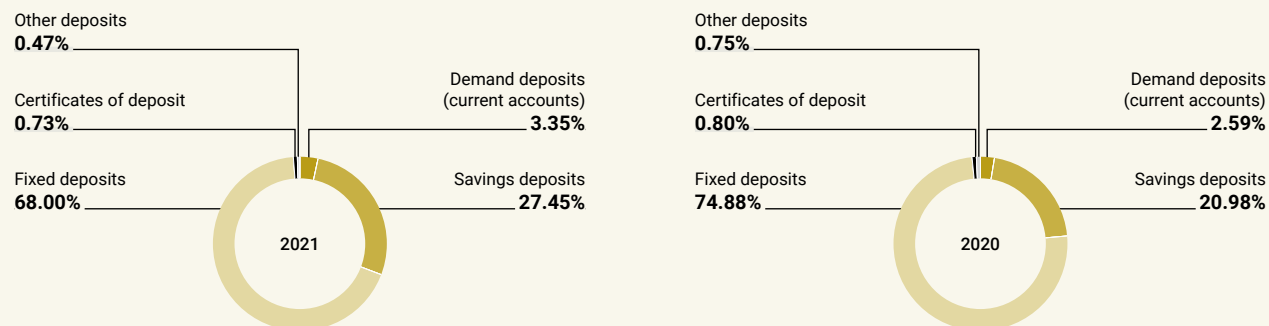 Other deposits
0.47%
Demand deposits
(current accounts)
3.35%
Certificates of deposit
0.73%
Fixed deposits
68.00%
Savings deposits
27.45%
2021
Other deposits
0.75%
Demand deposits
(current accounts)
2.59%
Certificates of deposit
0.80%
Fixed deposits
74.88%
Savings deposits
20.98%
2020